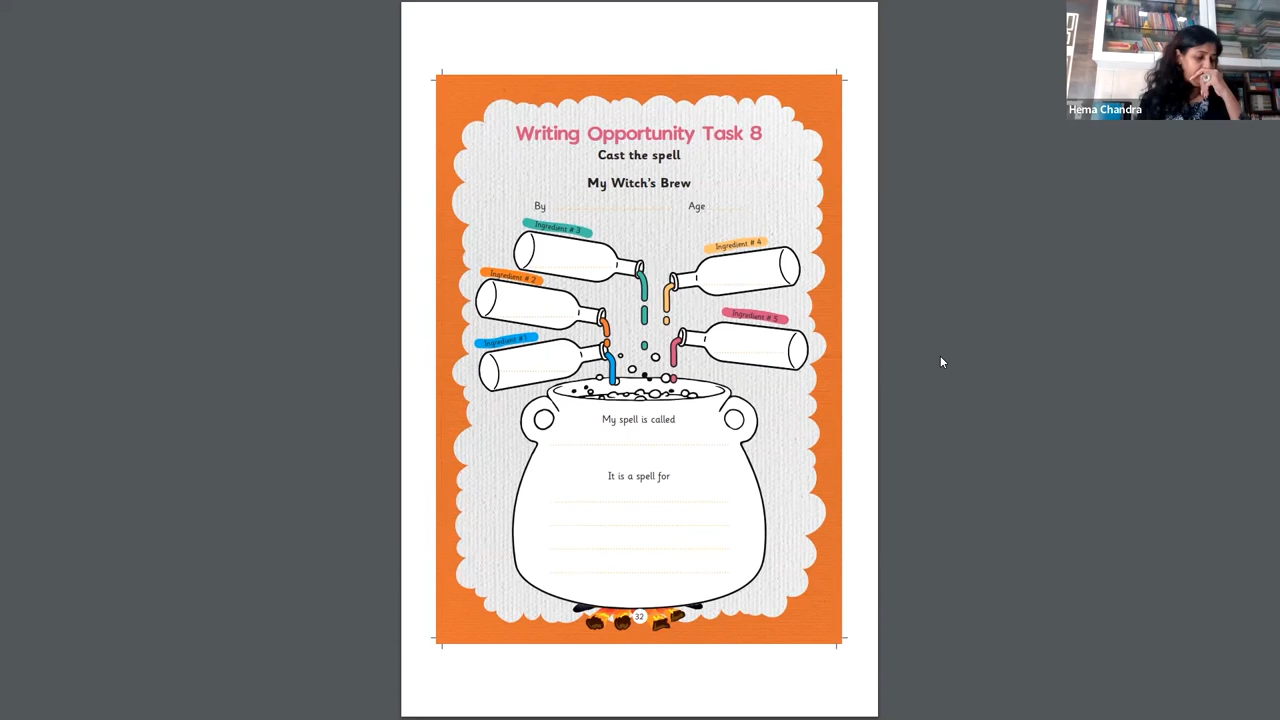 Hema Chandra
Writing Opportunity Task 8
Cast the spell
My Witch's Brew
By Age
Ingredient # 3
Ingredient # 4
Ingredient # 2
Ingredient # 5
Ingredient # 1
My spell is called
It is a spell for
32